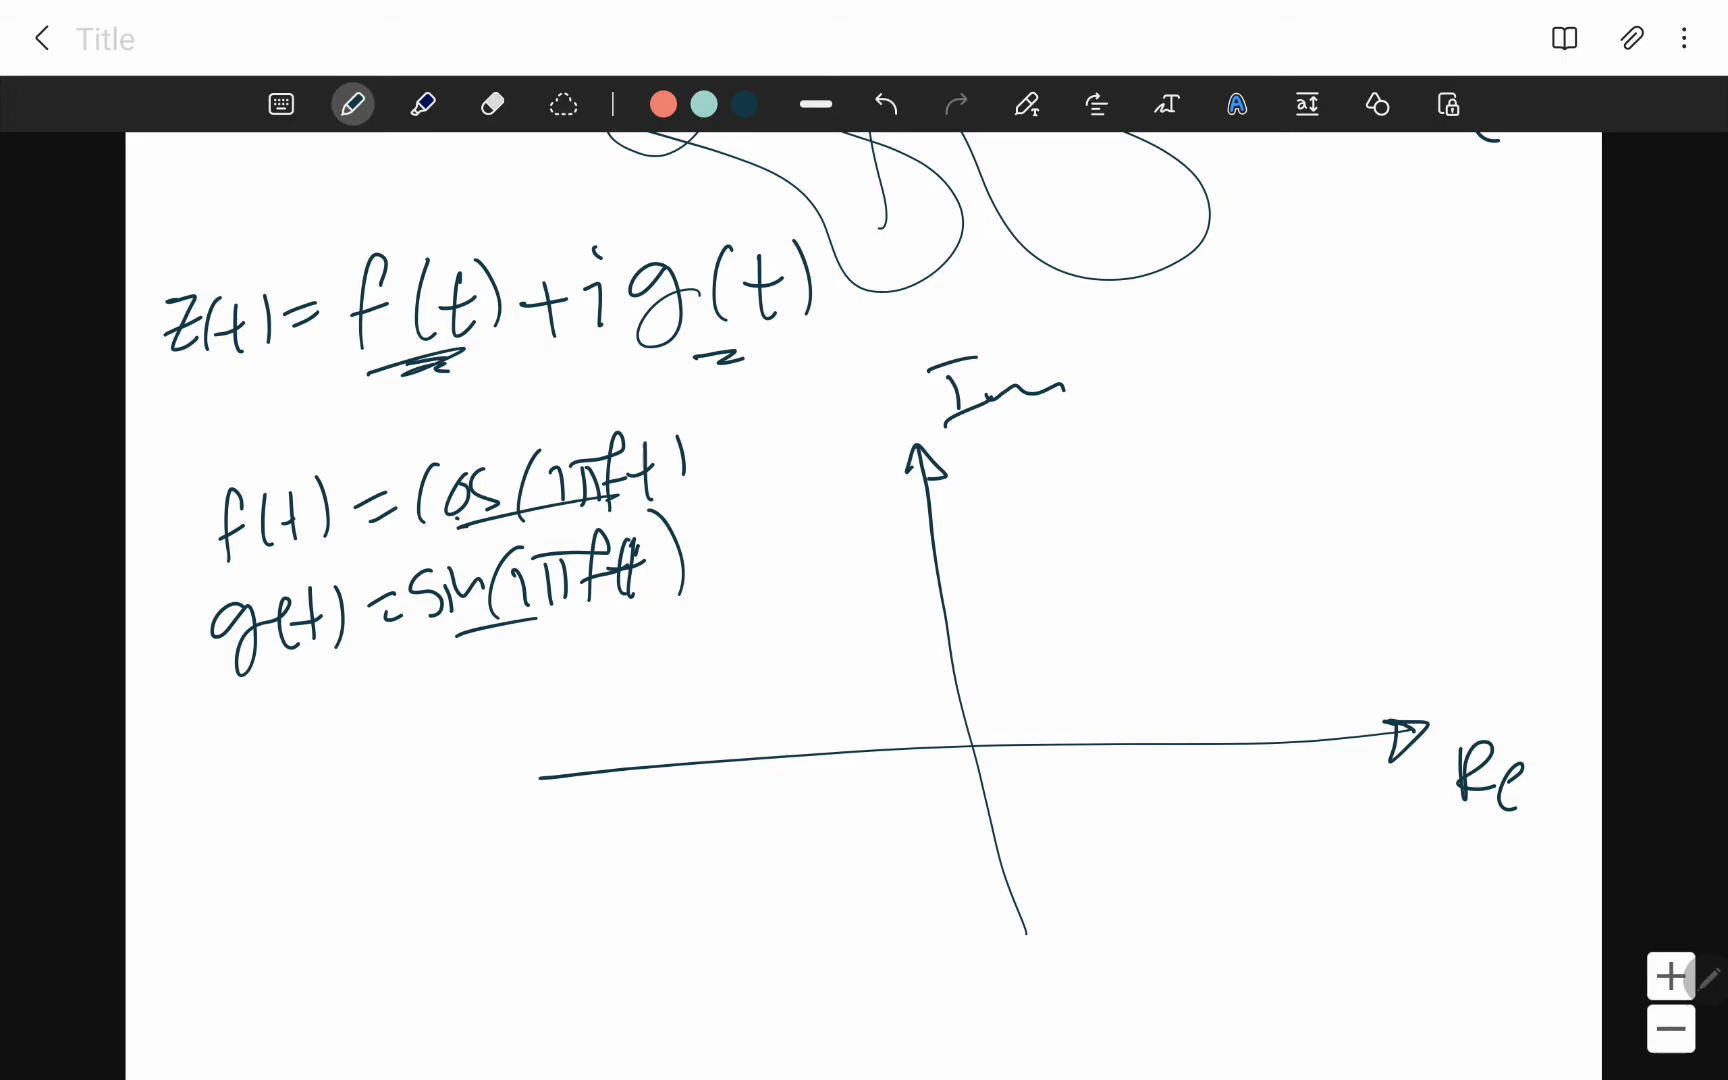 Title
z(t) = f(t) + i g(t)
Im
f(t) = cos(2πft)
g(t) = sin(2πft)
Re